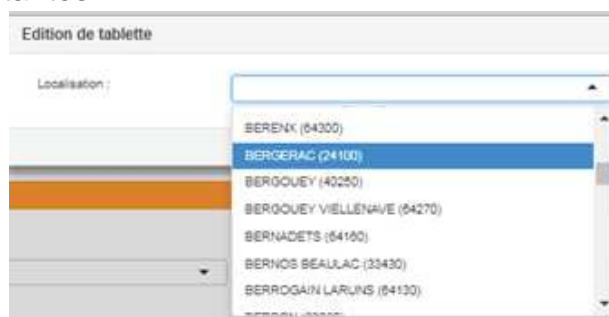 Edition de tablette
Localisation :
BERENX (64300)
BERGERAC (24100)
BERGOUEY (40250)
BERGOUEY VIELLENAVE (64270)
BERNADETS (64160)
BERNOS BEAULAC (33430)
BERROGAIN LARUNS (64130)